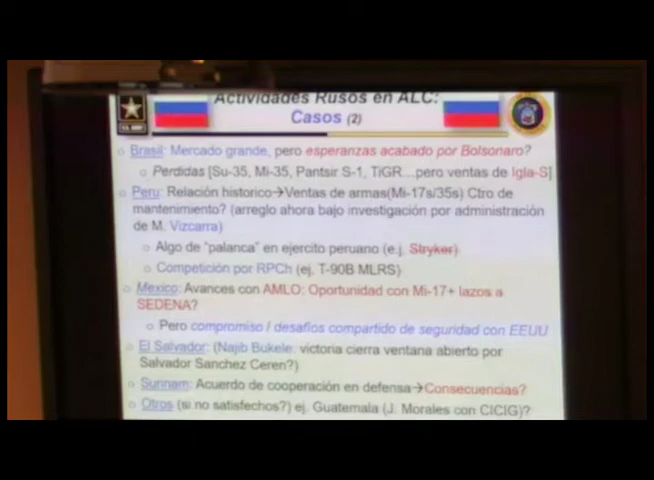 Actividades Rusos en ALC:
Casos (2)
Brasil: Mercado grande, pero esperanzas acabado por Bolsonaro?
Perdidas [Su-35, Mi-35, Pantsir S-1, TiGR...pero ventas de Igla-S]
Peru: Relación historico→Ventas de armas(Mi-17s/35s) Ctro de
mantenimiento? (arreglo ahora bajo investigación por administración
de M. Vizcarra)
Algo de "palanca" en ejercito peruano (e.j. Stryker)
Competición por RPCh (ej. T-90B MLRS)
Mexico: Avances con AMLO: Oportunidad con Mi-17+ lazos a
SEDENA?
Pero compromiso / desafíos compartido de seguridad con EEUU
El Salvador: (Najib Bukele: victoria cierra ventana abierto por
Salvador Sanchez Ceren?)
Surinam: Acuerdo de cooperación en defensa→Consecuencias?
Otros (si no satisfechos?) ej. Guatemala (J. Morales con CICIG)?